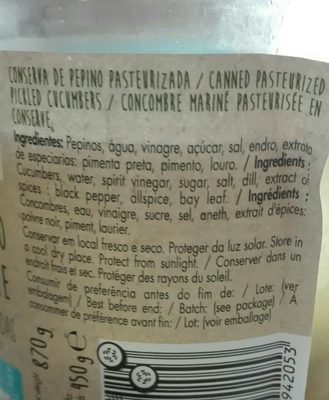 CONSERVA DE PEPINO PASTEURIZADA / CANNED PASTEURIZED
PICKLED CUCUMBERS / CONCOMBRE MARINÉ PASTEURISÉE EN
CONSERVE,
Ingredientes: Pepinos, água, vinagre, açúcar, sal, endro, extrato
de especiarias: pimenta preta, pimento, louro. / Ingredients :
Cucumbers, water, spirit vinegar, sugar, salt, dill, extract of
spices : black pepper, allspice, bay leaf. / Ingrédients :
Concombres, eau, vinaigre, sucre, sel, aneth, extrait d'épices:
poivre noir, piment, laurier.
Conservar em local fresco e seco. Proteger da luz solar. Store in
a cool dry place. Protect from sunlight. / Conserver dans un
endroit frais et sec. Protéger des rayons du soleil.
Consumir de preferência antes do fim de: / Lote: (ver
embalagem) / Best before end: / Batch: (see package) / A
consommer de préférence avant fin: / Lot: (voir emballage)
870g
450g e
942053